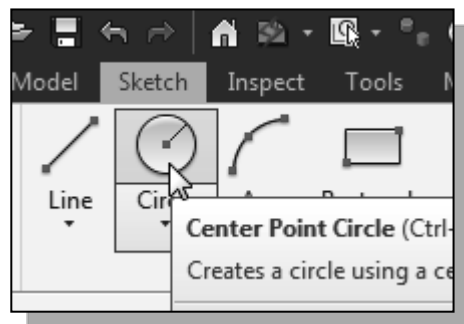 Model Sketch Inspect Tools
Line
Center Point Circle (Ctrl-
Creates a circle using a ce